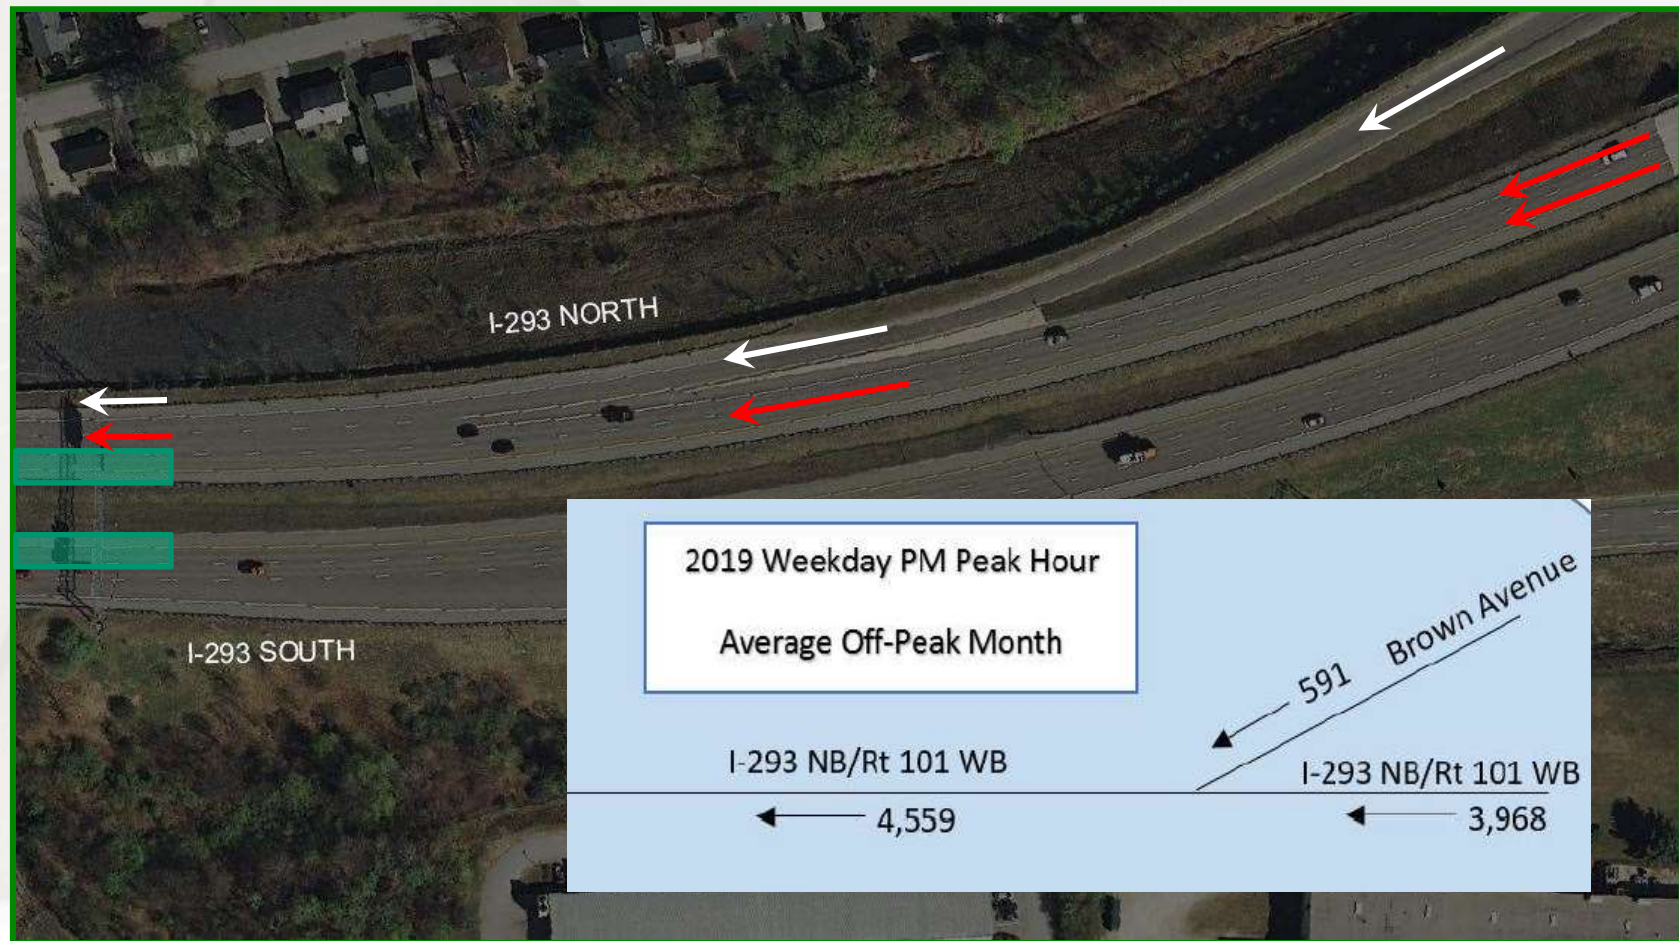 I-293 NORTH
I-293 SOUTH
2019 Weekday PM Peak Hour
Average Off-Peak Month
591 Brown Avenue
I-293 NB/Rt 101 WB
4,559
I-293 NB/Rt 101 WB
3,968